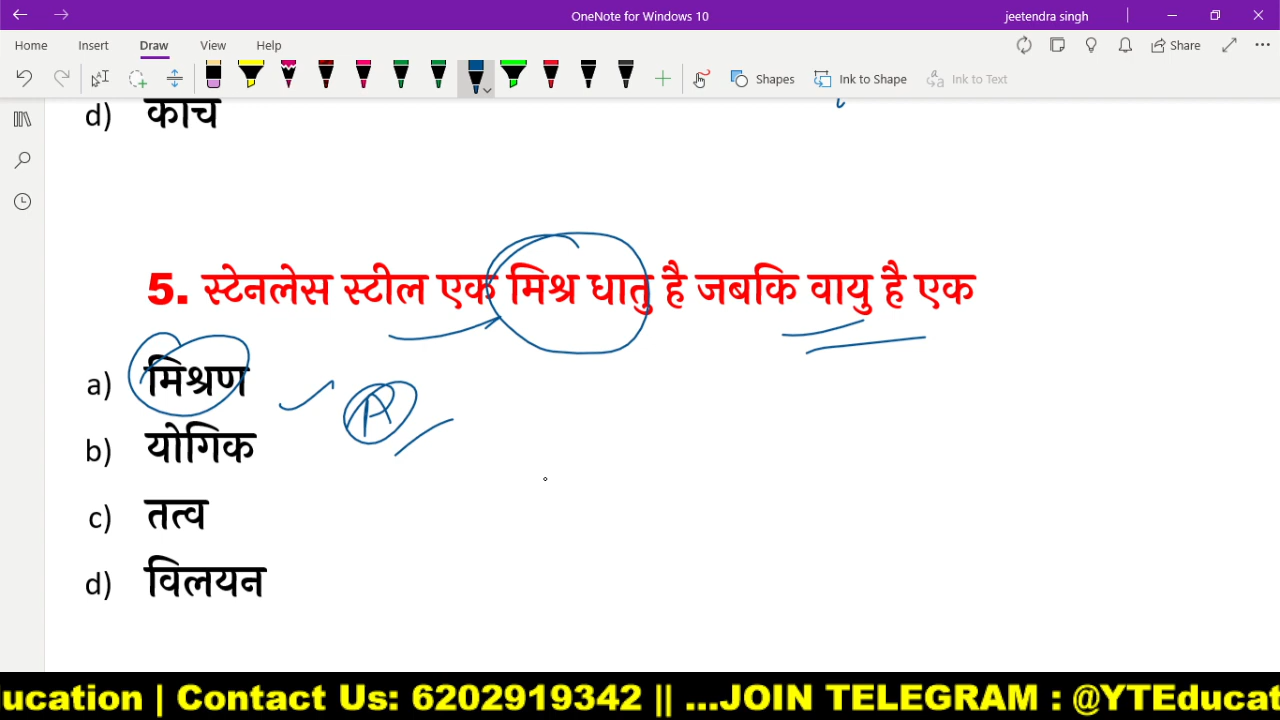 OneNote for Windows 10
jeetendra singh
Home Insert Draw View Help
Share
Shapes Ink to Shape Ink to Text
d) काँच
5. स्टेनलेस स्टील एक मिश्र धातु है जबकि वायु है एक
a) मिश्रण
A
b) योगिक
c) तत्व
d) विलयन
ucation | Contact Us: 6202919342 || ...JOIN TELEGRAM : @YTEducat